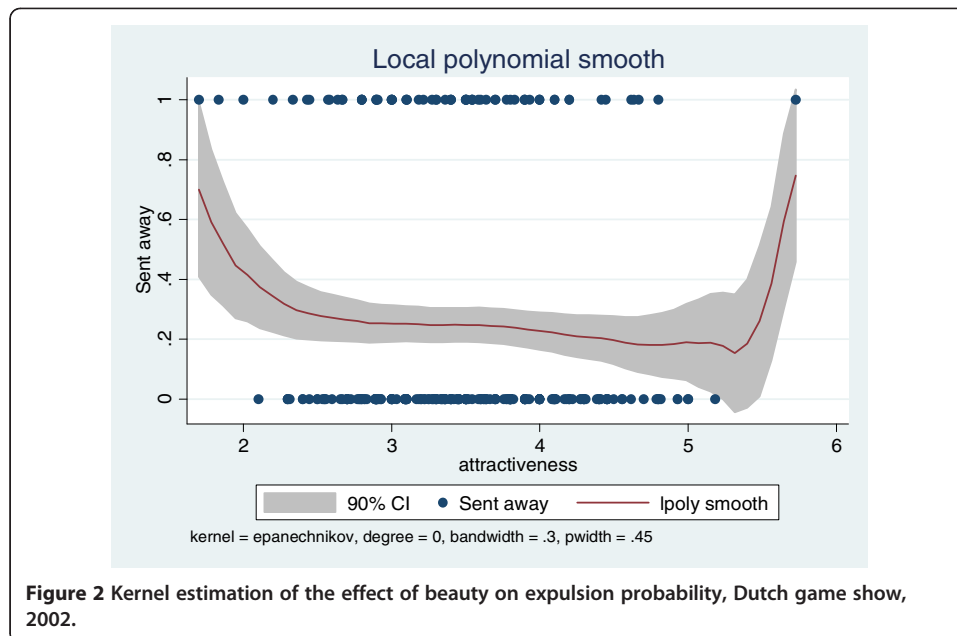 Local polynomial smooth
Sent away
1
.8
.6
.4
.2
0
2 3 4 5 6
attractiveness
90% CI Sent away lpoly smooth
kernel = epanechnikov, degree = 0, bandwidth = .3, pwidth = .45
Figure 2 Kernel estimation of the effect of beauty on expulsion probability, Dutch game show,
2002.